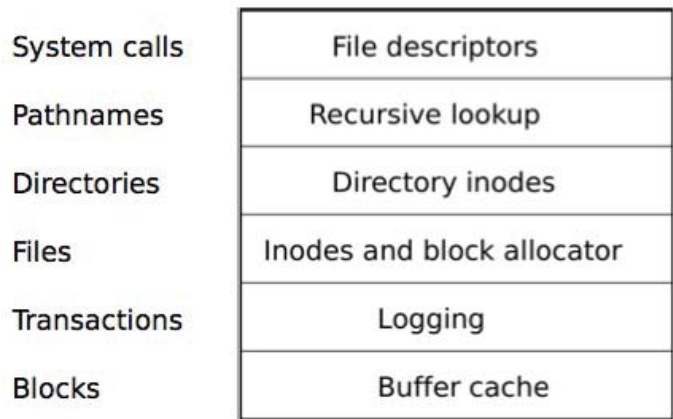 System calls File descriptors
Pathnames Recursive lookup
Directories Directory inodes
Files Inodes and block allocator
Transactions Logging
Blocks Buffer cache